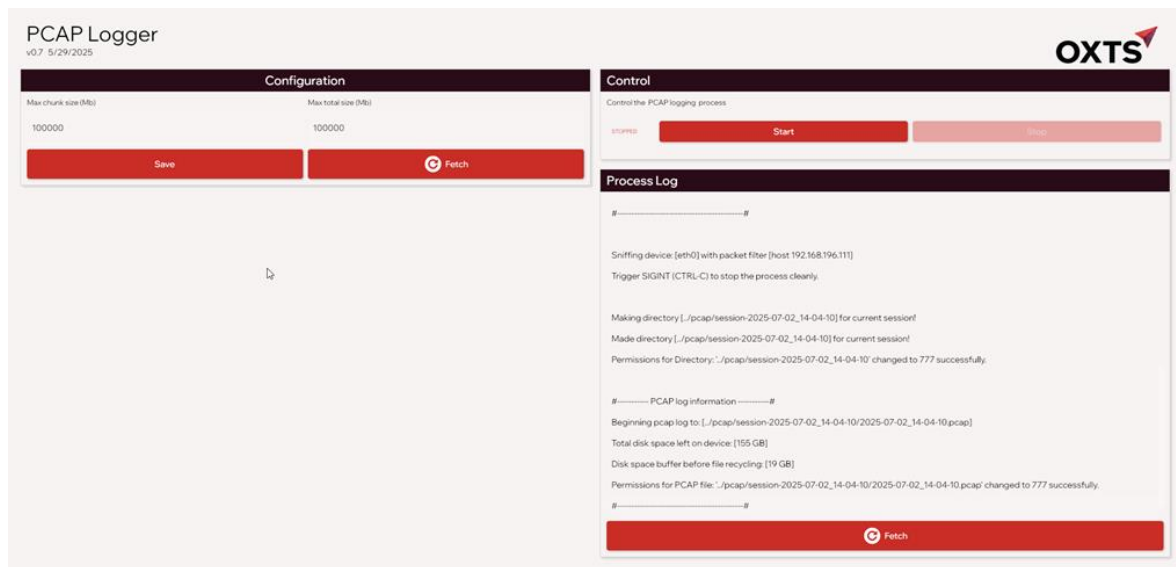 PCAP Logger
v0.7 5/29/2025
OXTS
Configuration
Max chunk size (Mb)
Max total size (Mb)
100000
100000
Save
Fetch
Control
Control the PCAP logging process
STOPPED
Start
Stop
Process Log
#---------------------------------------------#
Sniffing device: [eth0] with packet filter [host 192.168.196.111]
Trigger SIGINT (CTRL-C) to stop the process cleanly.
Making directory [../pcap/session-2025-07-02_14-04-10] for current session!
Made directory [../pcap/session-2025-07-02_14-04-10] for current session!
Permissions for Directory: '../pcap/session-2025-07-02_14-04-10' changed to 777 successfully.
#----------- PCAP log information -----------#
Beginning pcap log to: [../pcap/session-2025-07-02_14-04-10/2025-07-02_14-04-10.pcap]
Total disk space left on device: [155 GB]
Disk space buffer before file recycling: [19 GB]
Permissions for PCAP file: '../pcap/session-2025-07-02_14-04-10/2025-07-02_14-04-10.pcap' changed to 777 successfully.
#---------------------------------------------#
Fetch